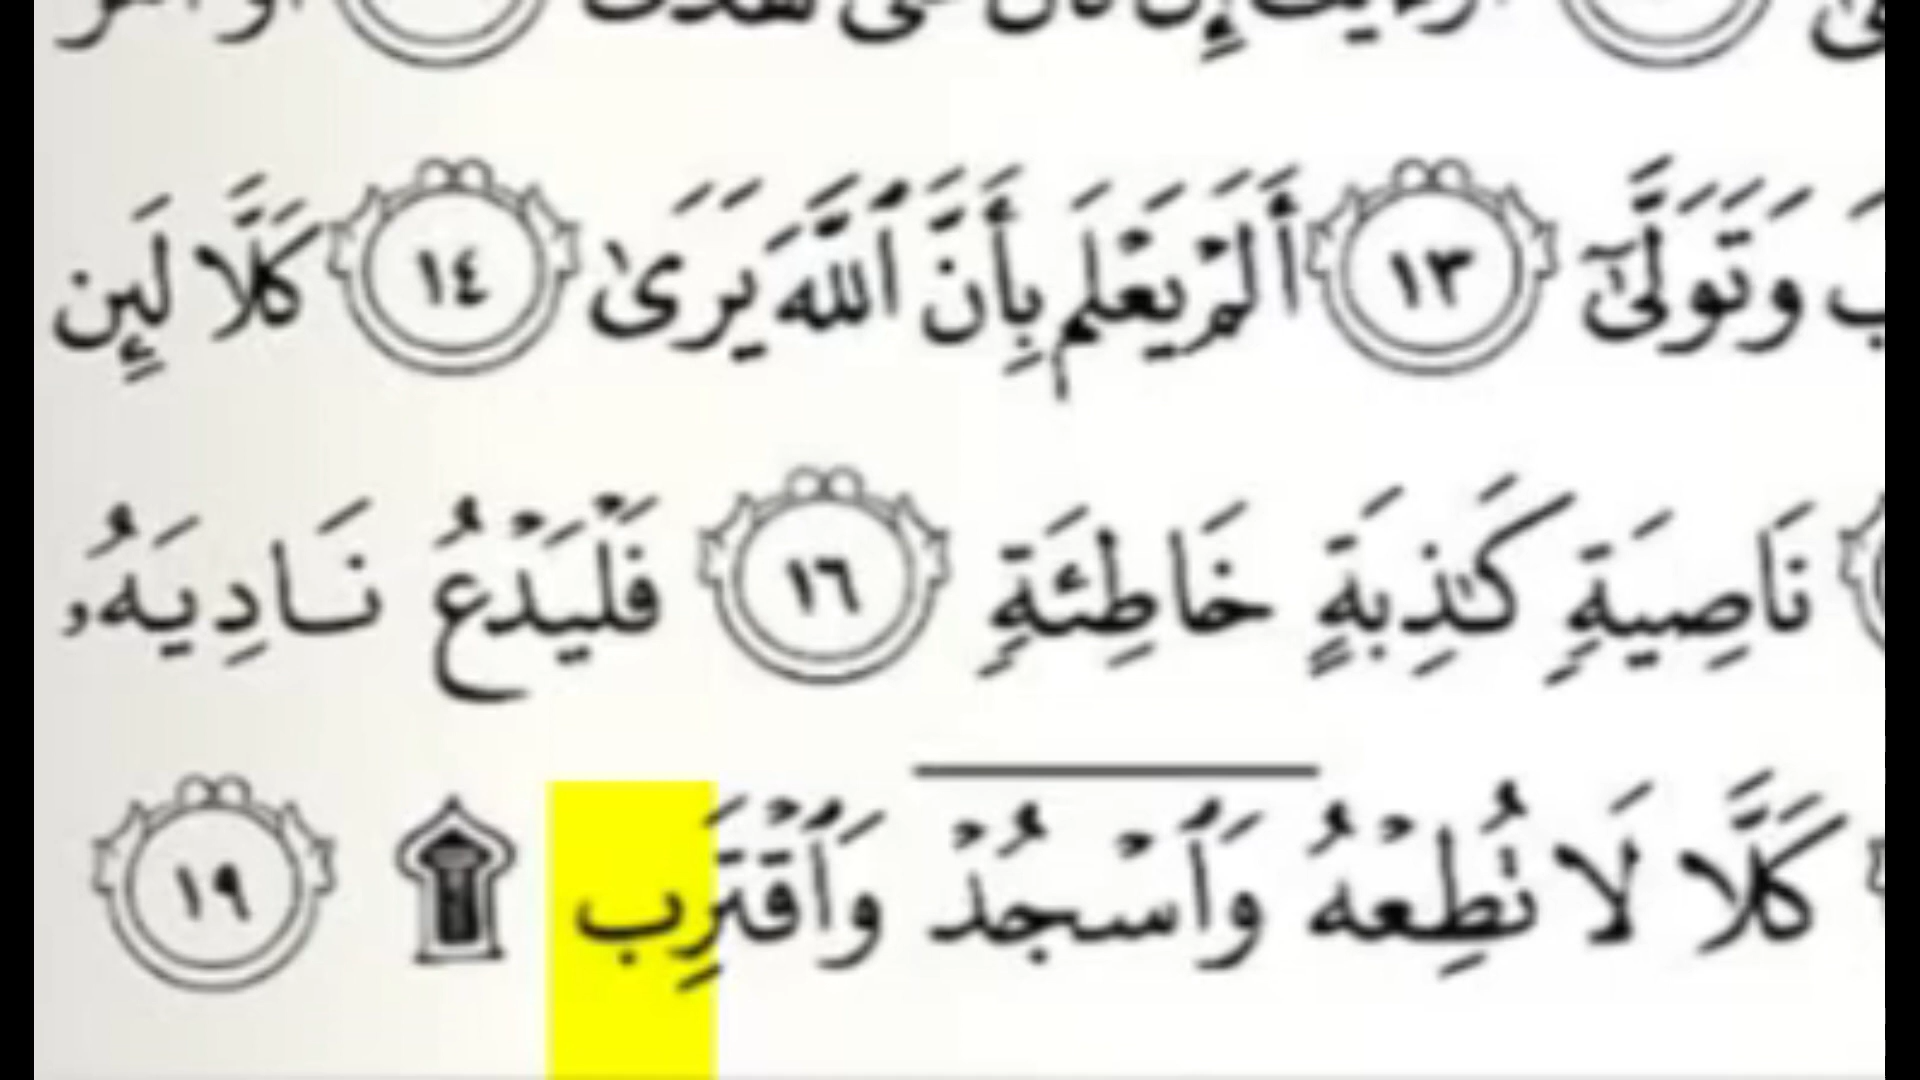 وَتَوَلَّىٰٓ ١٣ أَلَمْ يَعْلَم بِأَنَّ ٱللَّهَ يَرَىٰ ١٤ كَلَّا لَئِن
نَاصِيَةٍ كَـٰذِبَةٍ خَاطِئَةٍ ١٦ فَلْيَدْعُ نَادِيَهُۥ
كَلَّا لَا تُطِعْهُ وَٱسْجُدْ وَٱقْتَرِب ۩ ١٩